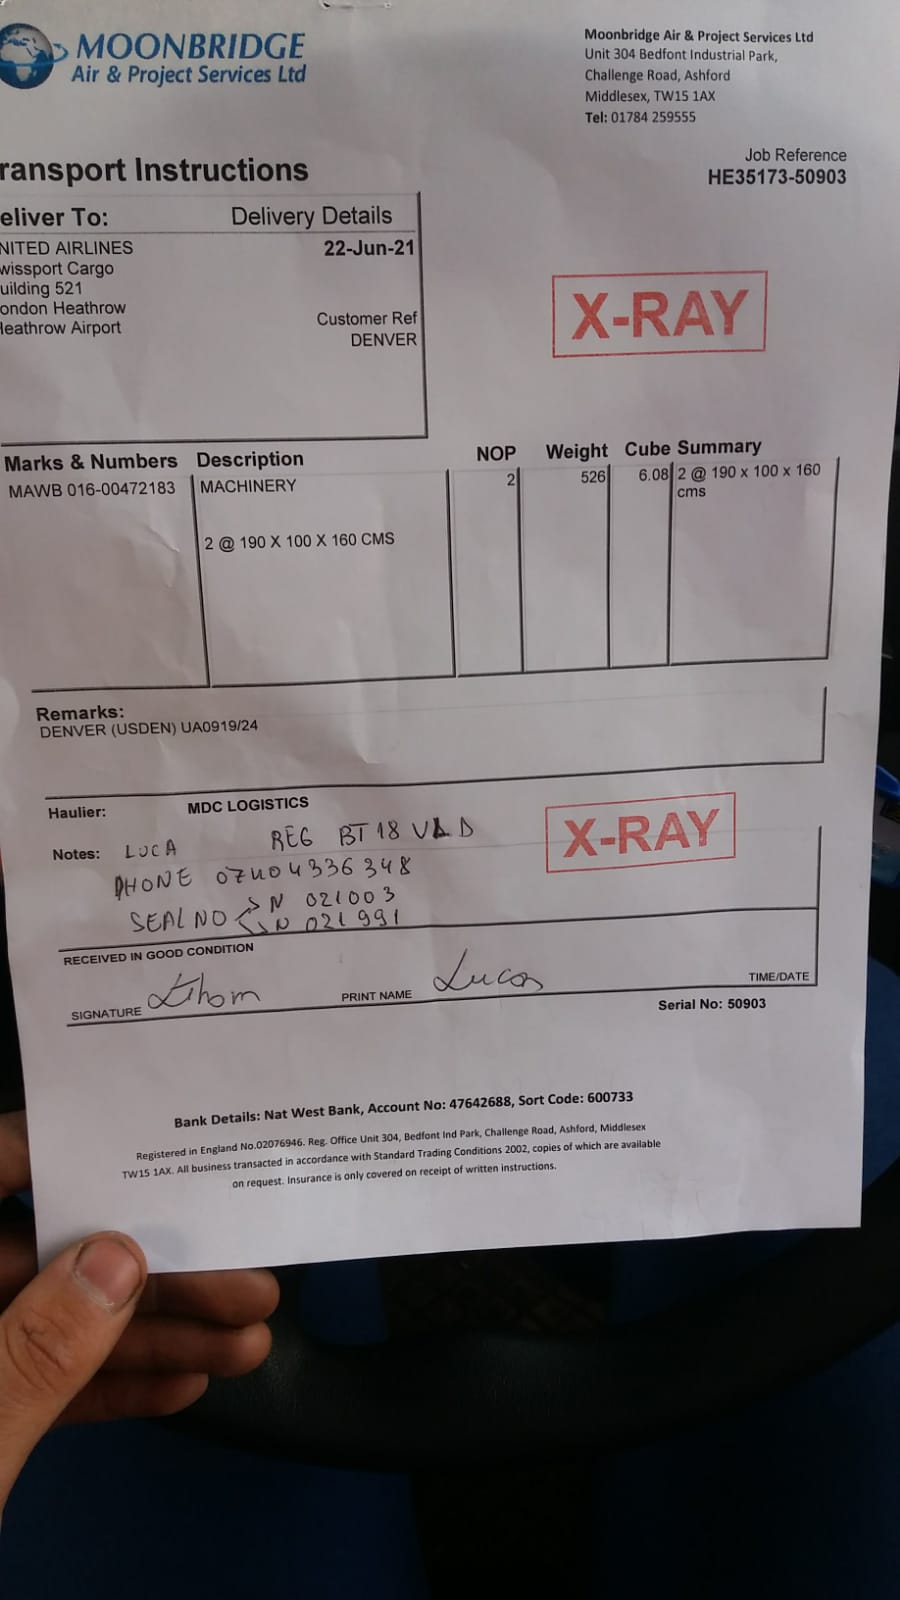 MOONBRIDGE
Air & Project Services Ltd
Moonbridge Air & Project Services Ltd
Unit 304 Bedfont Industrial Park,
Challenge Road, Ashford
Middlesex, TW15 1AX
Tel: 01784 259555
ransport Instructions
Job Reference
HE35173-50903
eliver To: Delivery Details
NITED AIRLINES 22-Jun-21
wissport Cargo
uilding 521
ondon Heathrow
Heathrow Airport
Customer Ref
DENVER
X-RAY
Marks & Numbers Description NOP Weight Cube Summary
MAWB 016-00472183 MACHINERY 2 526 6.08 2 @ 190 x 100 x 160
cms
2 @ 190 X 100 X 160 CMS
Remarks:
DENVER (USDEN) UA0919/24
Haulier: MDC LOGISTICS
X-RAY
Notes: LUCA REG BT18
PHONE 07404336348
SEAL NO N 021003
N 021991
RECEIVED IN GOOD CONDITION
SIGNATURE PRINT NAME Lucas TIME/DATE
Serial No: 50903
Bank Details: Nat West Bank, Account No: 47642688, Sort Code: 600733
Registered in England No.02076946. Reg. Office Unit 304, Bedfont Ind Park, Challenge Road, Ashford, Middlesex
TW15 1AX. All business transacted in accordance with Standard Trading Conditions 2002, copies of which are available
on request. Insurance is only covered on receipt of written instructions.